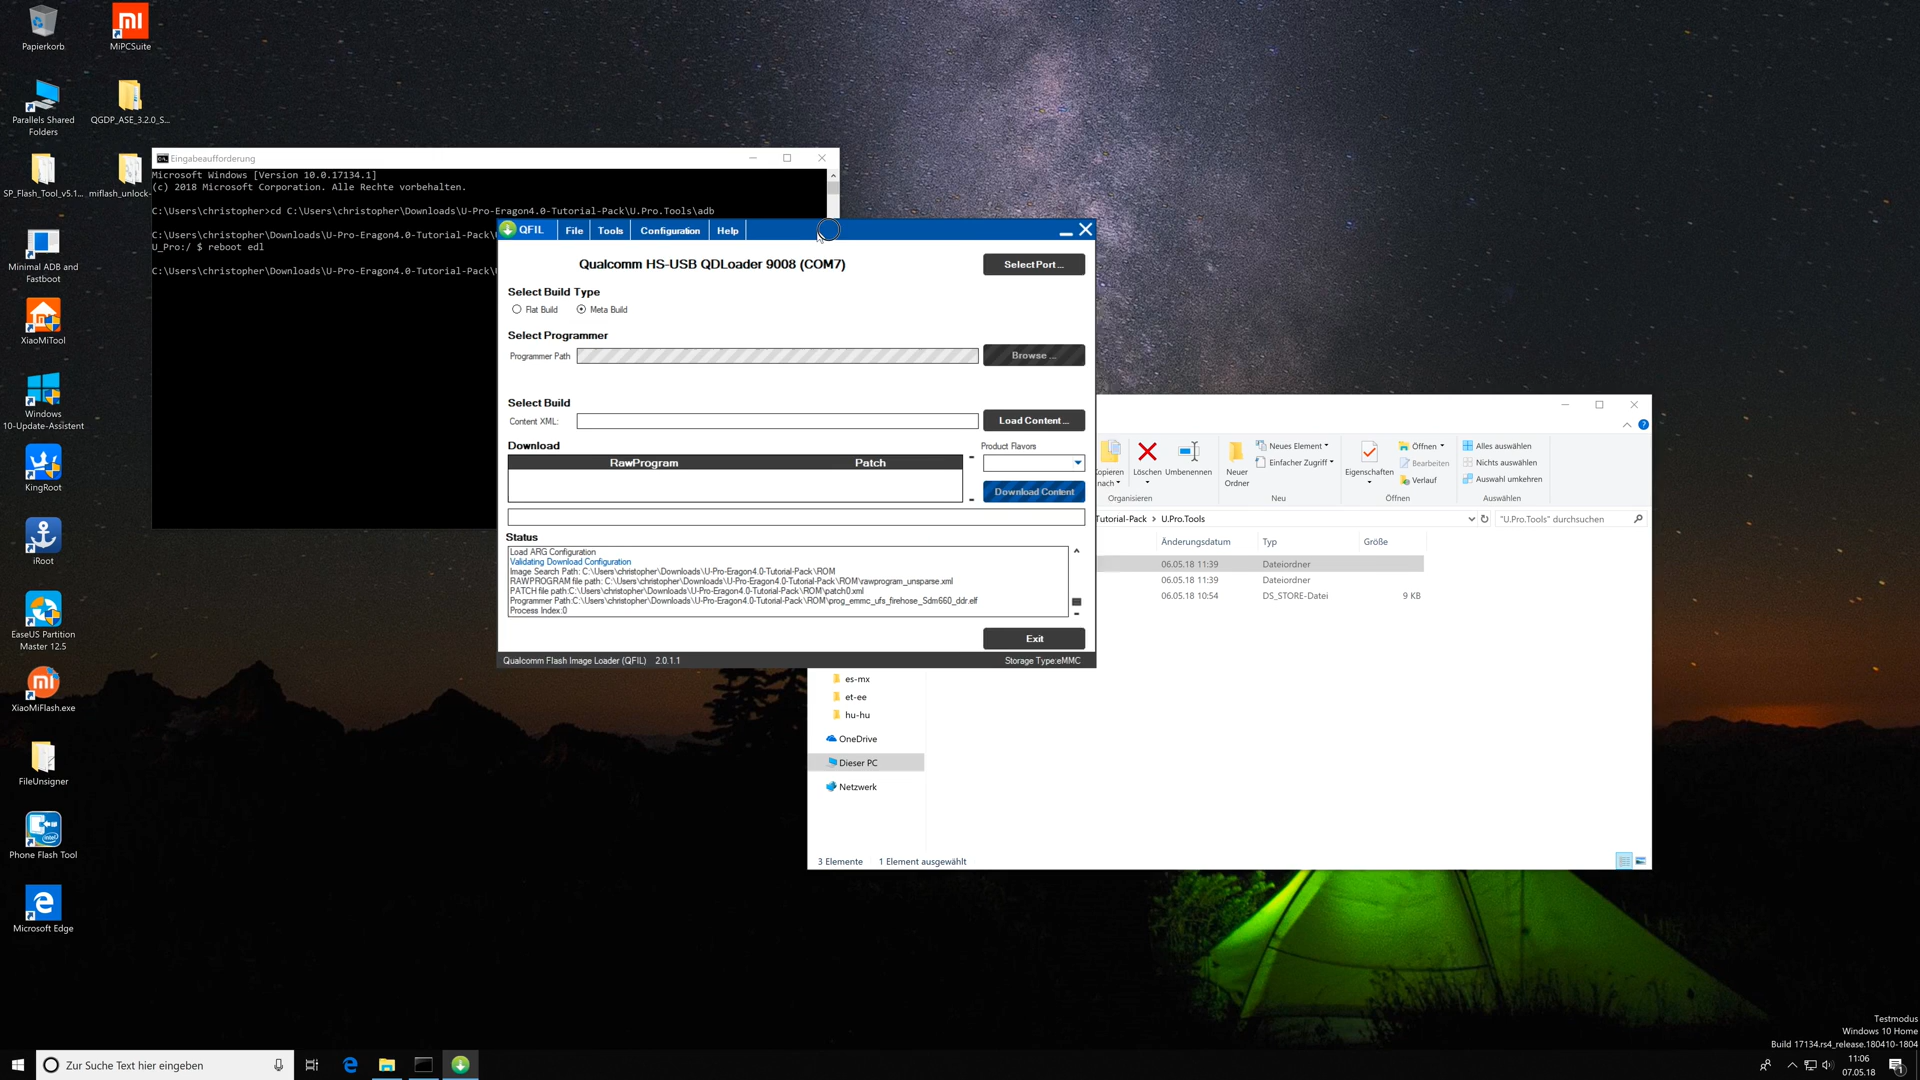 Papierkorb
MiPCSuite
Parallels Shared
Folders
QGDP_ASE_3.2.0_S...
SP_Flash_Tool_v5.1...
miflash_unlock-
Minimal ADB and
Fastboot
XiaoMiTool
Windows
10-Update-Assistent
KingRoot
iRoot
EaseUS Partition
Master 12.5
XiaoMiFlash.exe
FileUnsigner
Phone Flash Tool
Microsoft Edge
Eingabeaufforderung
Microsoft Windows [Version 10.0.17134.1]
(c) 2018 Microsoft Corporation. Alle Rechte vorbehalten.
C:\Users\christopher>cd C:\Users\christopher\Downloads\U-Pro-Eragon4.0-Tutorial-Pack\U.Pro.Tools\adb
C:\Users\christopher\Downloads\U-Pro-Eragon4.0-Tutorial-Pack\
U_Pro:/ $ reboot edl
C:\Users\christopher\Downloads\U-Pro-Eragon4.0-Tutorial-Pack\
QFIL File Tools Configuration Help
Qualcomm HS-USB QDLoader 9008 (COM7)
Select Port ...
Select Build Type
Flat Build Meta Build
Select Programmer
Programmer Path
Browse ...
Select Build
Content XML:
Load Content ...
Download
Product Flavors
RawProgram Patch
Download Content
Status
Load ARG Configuration
Validating Download Configuration
Image Search Path: C:\Users\christopher\Downloads\U-Pro-Eragon4.0-Tutorial-Pack\ROM
RAWPROGRAM file path: C:\Users\christopher\Downloads\U-Pro-Eragon4.0-Tutorial-Pack\ROM\rawprogram_unsparse.xml
PATCH file path:C:\Users\christopher\Downloads\U-Pro-Eragon4.0-Tutorial-Pack\ROM\patch0.xml
Programmer Path:C:\Users\christopher\Downloads\U-Pro-Eragon4.0-Tutorial-Pack\ROM\prog_emmc_ufs_firehose_Sdm660_ddr.elf
Process Index:0
Exit
Qualcomm Flash Image Loader (QFIL) 2.0.1.1
Storage Type:eMMC
Kopieren
nach
Löschen
Umbenennen
Organisieren
Neuer
Ordner
Neues Element
Einfacher Zugriff
Neu
Eigenschaften
Öffnen
Bearbeiten
Verlauf
Öffnen
Alles auswählen
Nichts auswählen
Auswahl umkehren
Auswählen
Tutorial-Pack > U.Pro.Tools
"U.Pro.Tools" durchsuchen
Änderungsdatum Typ Größe
06.05.18 11:39 Dateiordner
06.05.18 11:39 Dateiordner
06.05.18 10:54 DS_STORE-Datei 9 KB
es-mx
et-ee
hu-hu
OneDrive
Dieser PC
Netzwerk
3 Elemente 1 Element ausgewählt
Testmodus
Windows 10 Home
Build 17134.rs4_release.180410-1804
Zur Suche Text hier eingeben
11:06
07.05.18
1